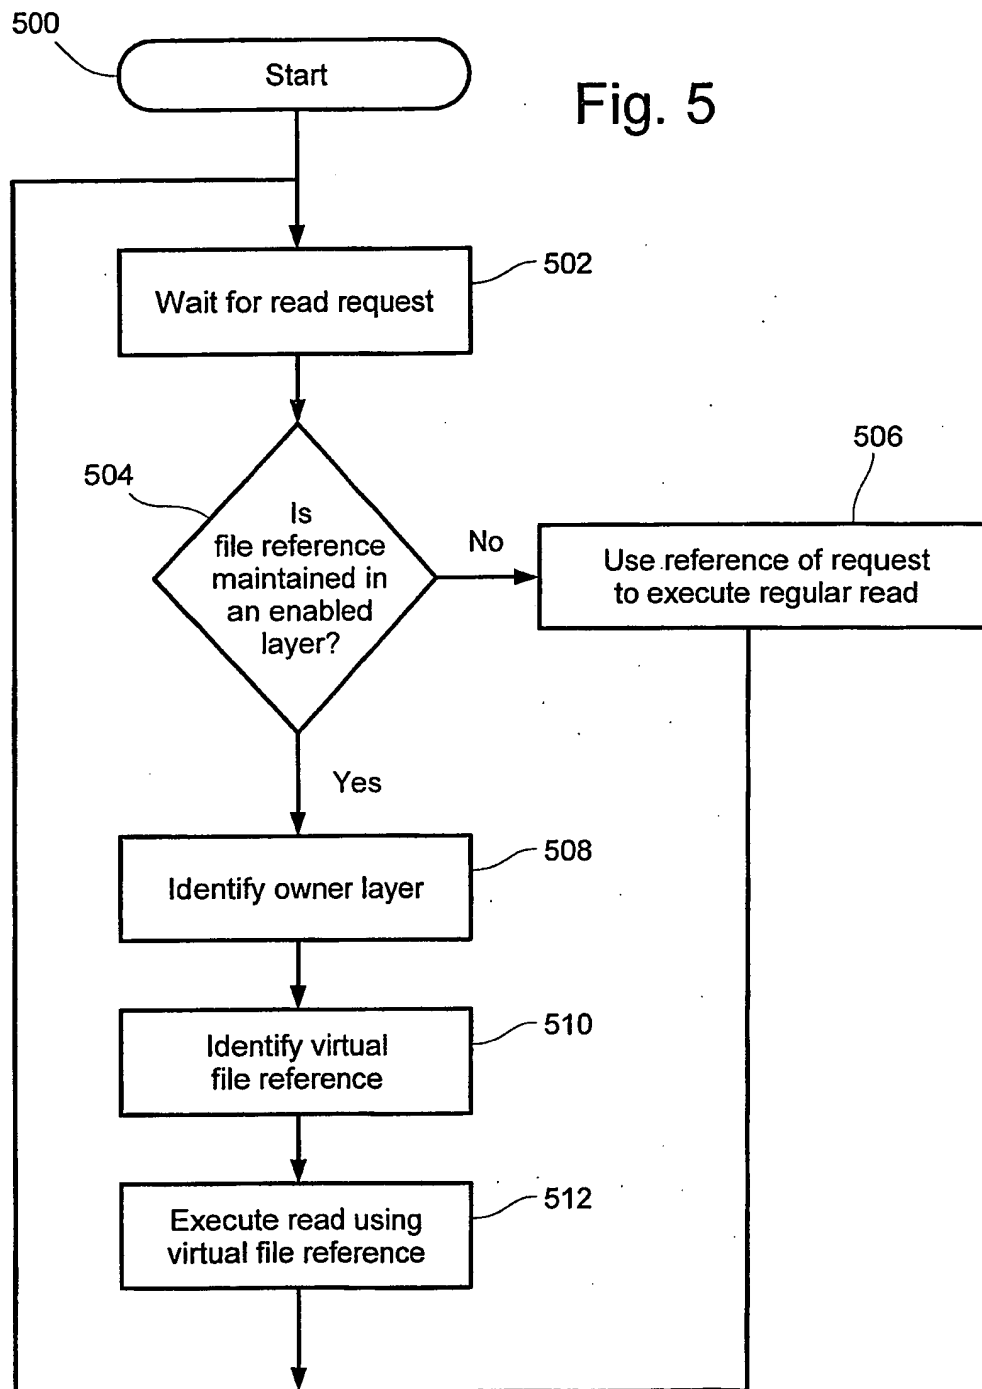 500
Start
Fig. 5
Wait for read request
502
504
Is
file reference
maintained in
an enabled
layer?
No
506
Use reference of request
to execute regular read
Yes
Identify owner layer
508
Identify virtual
file reference
510
Execute read using
virtual file reference
512